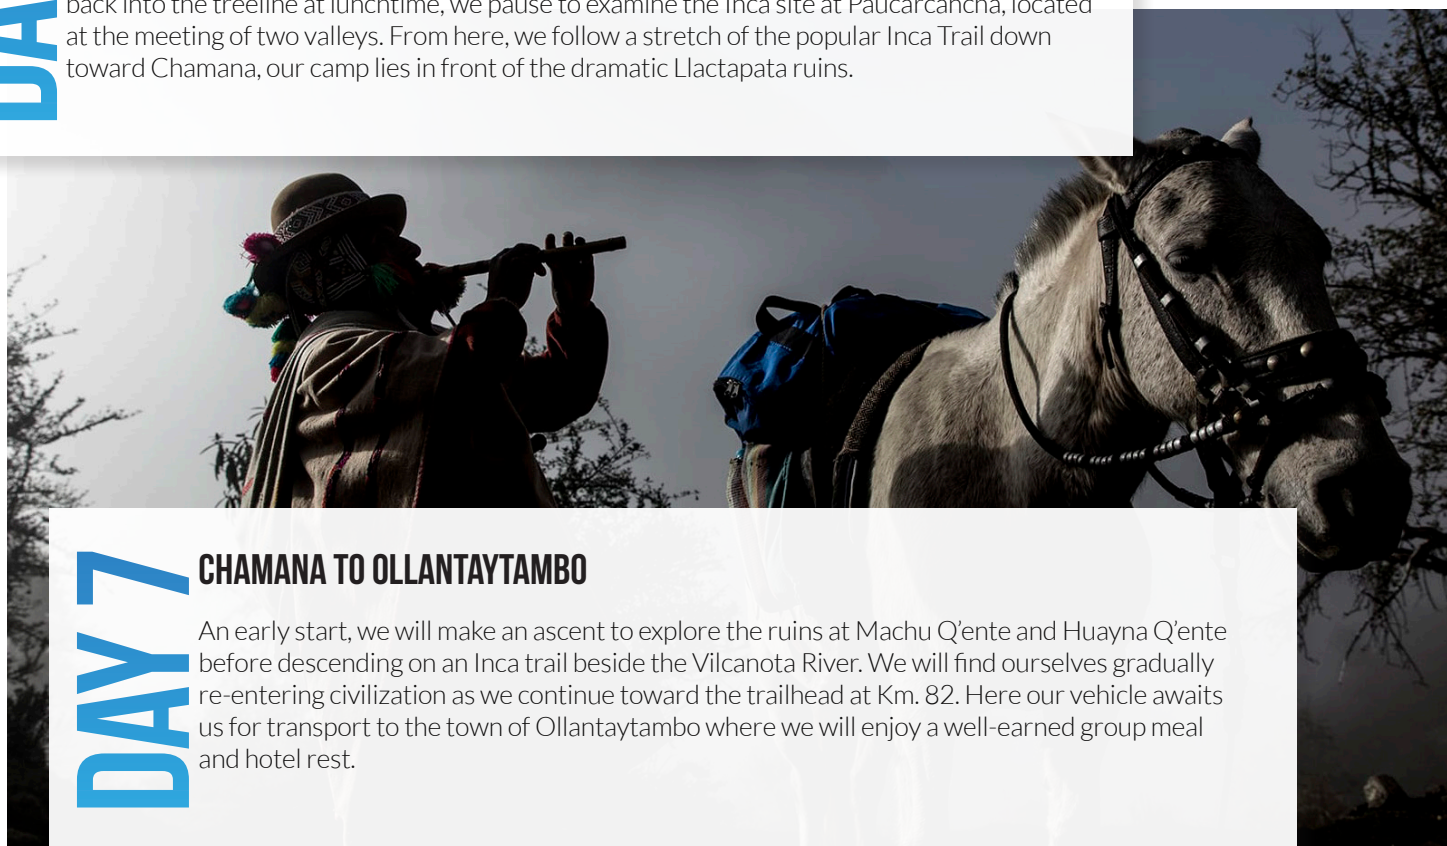 back into the treeline at lunchtime, we pause to examine the Inca site at Paucarcancha, located
at the meeting of two valleys. From here, we follow a stretch of the popular Inca Trail down
toward Chamana, our camp lies in front of the dramatic Llactapata ruins.
DA
DAY 7
CHAMANA TO OLLANTAYTAMBO
An early start, we will make an ascent to explore the ruins at Machu Q’ente and Huayna Q’ente
before descending on an Inca trail beside the Vilcanota River. We will find ourselves gradually
re-entering civilization as we continue toward the trailhead at Km. 82. Here our vehicle awaits
us for transport to the town of Ollantaytambo where we will enjoy a well-earned group meal
and hotel rest.